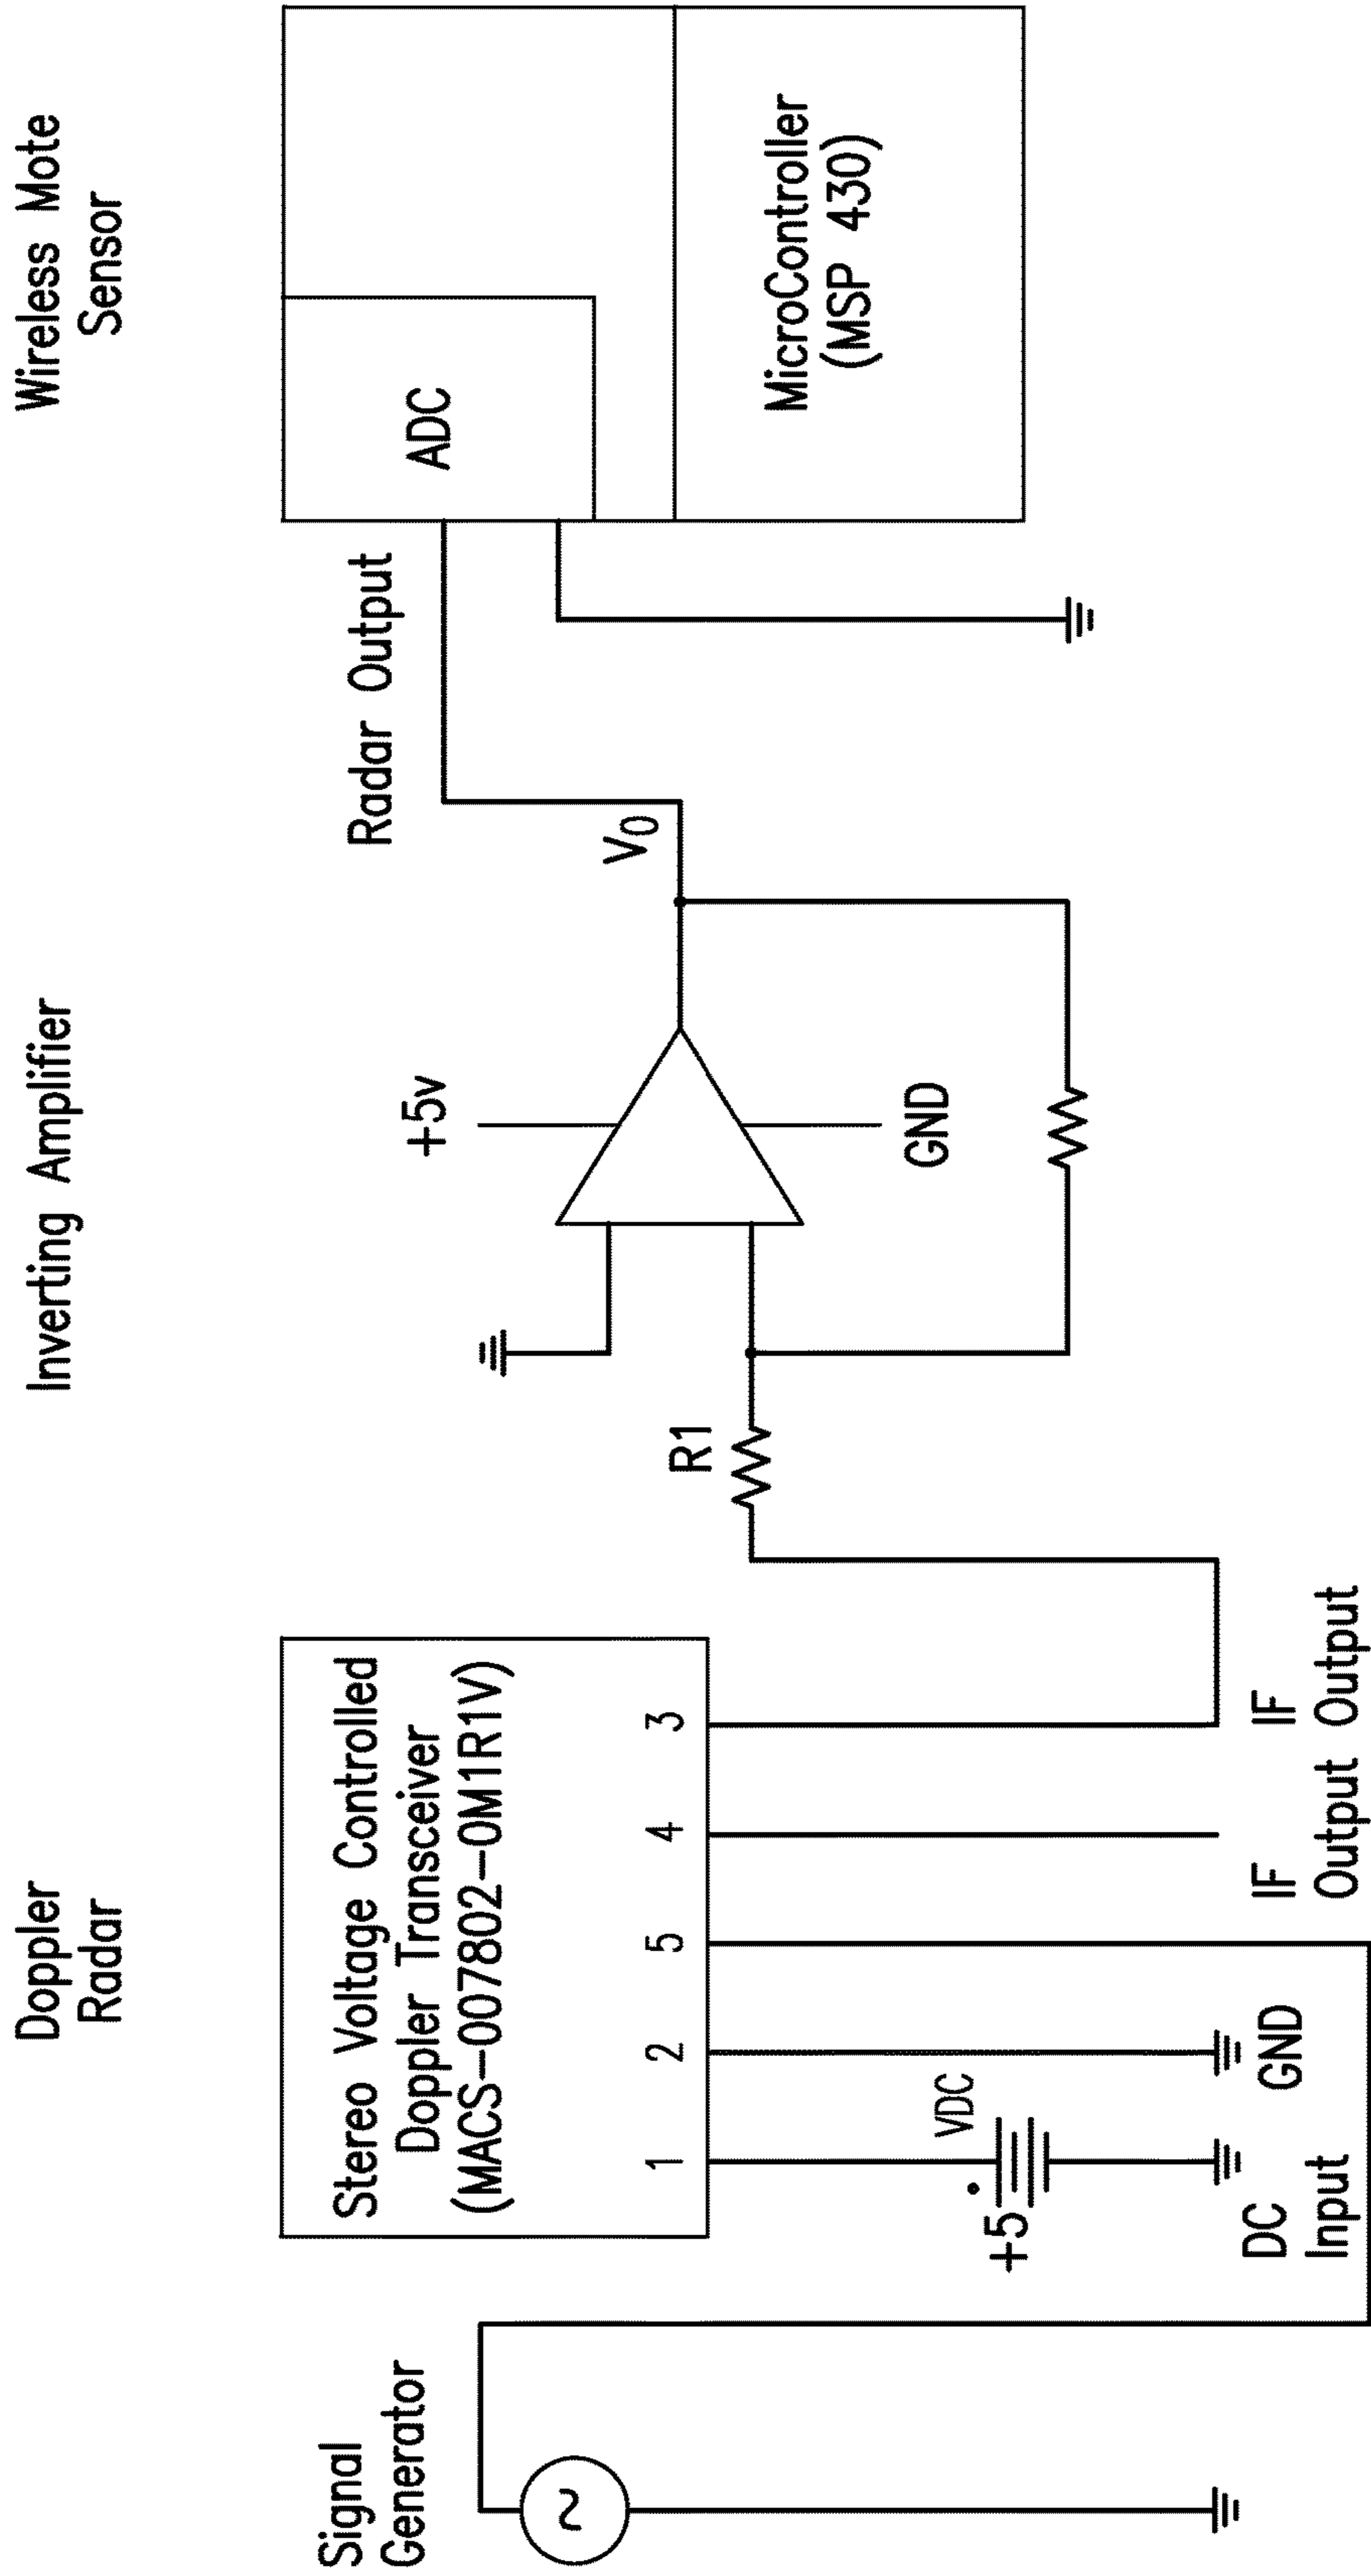 Doppler
Radar
Inverting Amplifier
Wireless Mote
Sensor
Signal
Generator
Stereo Voltage Controlled
Doppler Transceiver
(MACS-007802-0M1R1V)
1
2
5
4
3
+5
VDC
DC
Input
GND
IF
Output
IF
Output
R1
+5v
GND
V0
Radar Output
ADC
MicroController
(MSP 430)